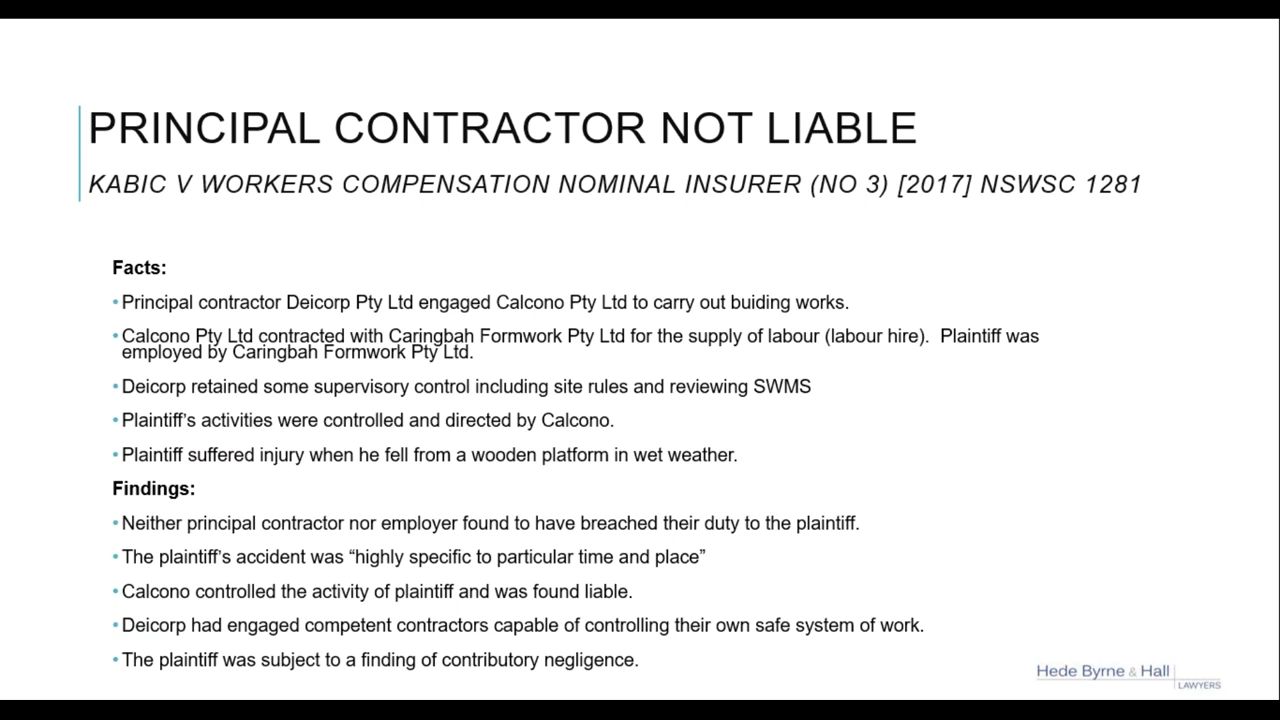 PRINCIPAL CONTRACTOR NOT LIABLE
KABIC V WORKERS COMPENSATION NOMINAL INSURER (NO 3) [2017] NSWSC 1281
Facts:
•Principal contractor Deicorp Pty Ltd engaged Calcono Pty Ltd to carry out buiding works.
•Calcono Pty Ltd contracted with Caringbah Formwork Pty Ltd for the supply of labour (labour hire).  Plaintiff was
employed by Caringbah Formwork Pty Ltd.
•Deicorp retained some supervisory control including site rules and reviewing SWMS
•Plaintiff's activities were controlled and directed by Calcono.
•Plaintiff suffered injury when he fell from a wooden platform in wet weather.
Findings:
•Neither principal contractor nor employer found to have breached their duty to the plaintiff.
•The plaintiff's accident was “highly specific to particular time and place”
•Calcono controlled the activity of plaintiff and was found liable.
•Deicorp had engaged competent contractors capable of controlling their own safe system of work.
•The plaintiff was subject to a finding of contributory negligence.
Hede Byrne & Hall
LAWYERS